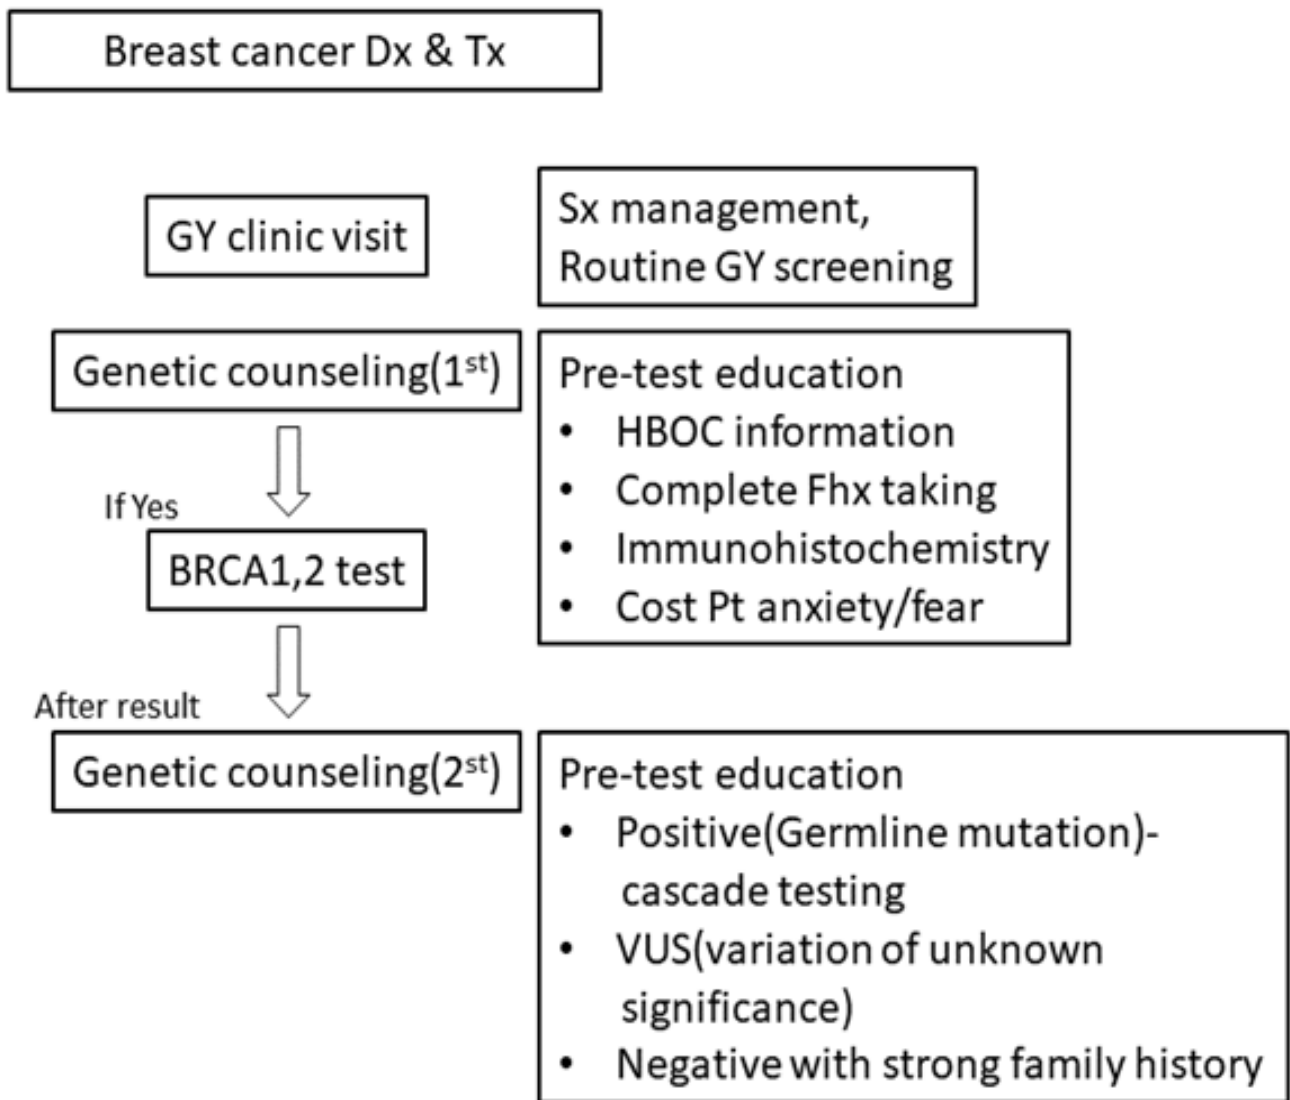 Breast cancer Dx & Tx
GY clinic visit
Sx management,
Routine GY screening
Genetic counseling(1st)
Pre-test education
• HBOC information
• Complete Fhx taking
• Immunohistochemistry
• Cost Pt anxiety/fear
If Yes
BRCA1,2 test
After result
Genetic counseling(2st)
Pre-test education
• Positive(Germline mutation)-
cascade testing
• VUS(variation of unknown
significance)
• Negative with strong family history